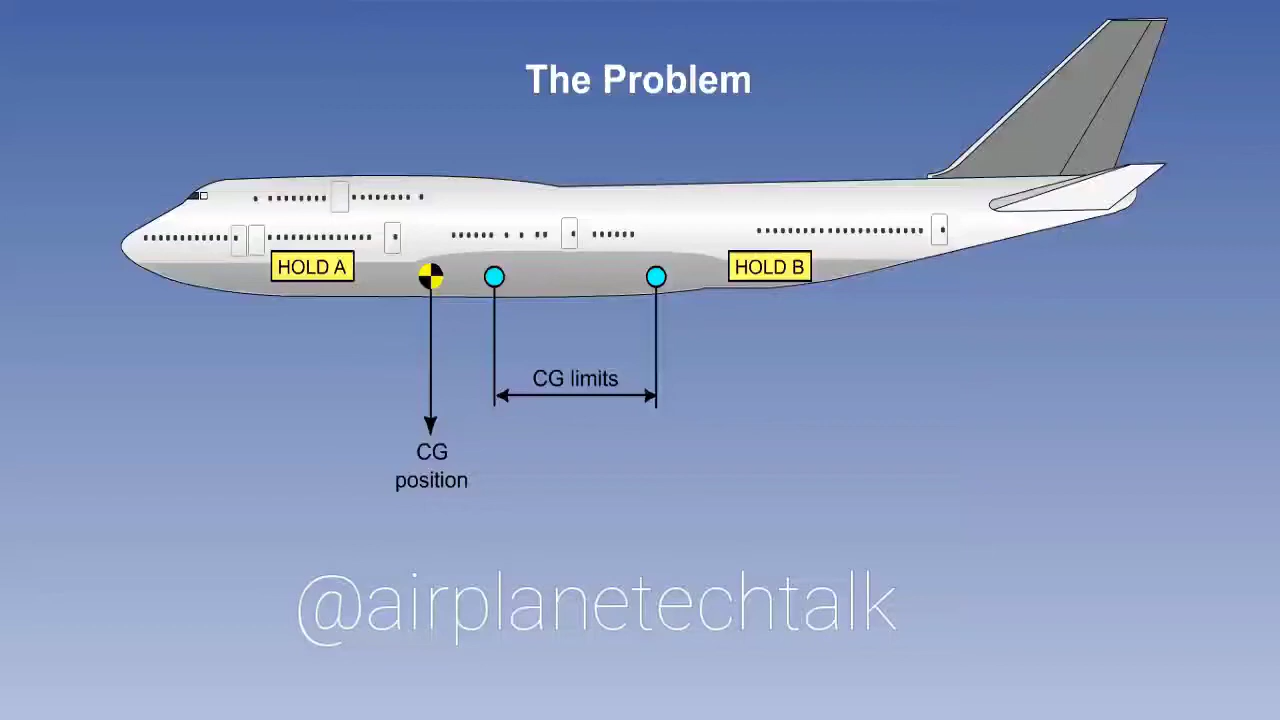 The Problem
HOLD A
HOLD B
CG limits
CG
position
@airplanetechtalk